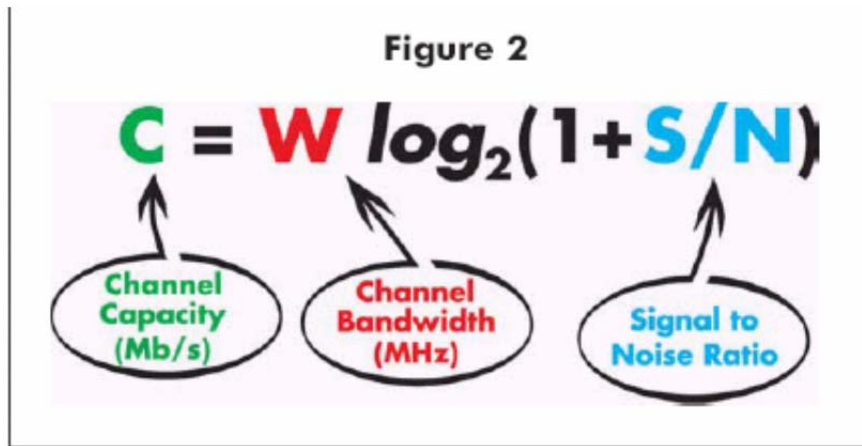 Figure 2
C = W log₂(1+ S/N)
Channel
Capacity
(Mb/s)
Channel
Bandwidth
(MHz)
Signal to
Noise Ratio